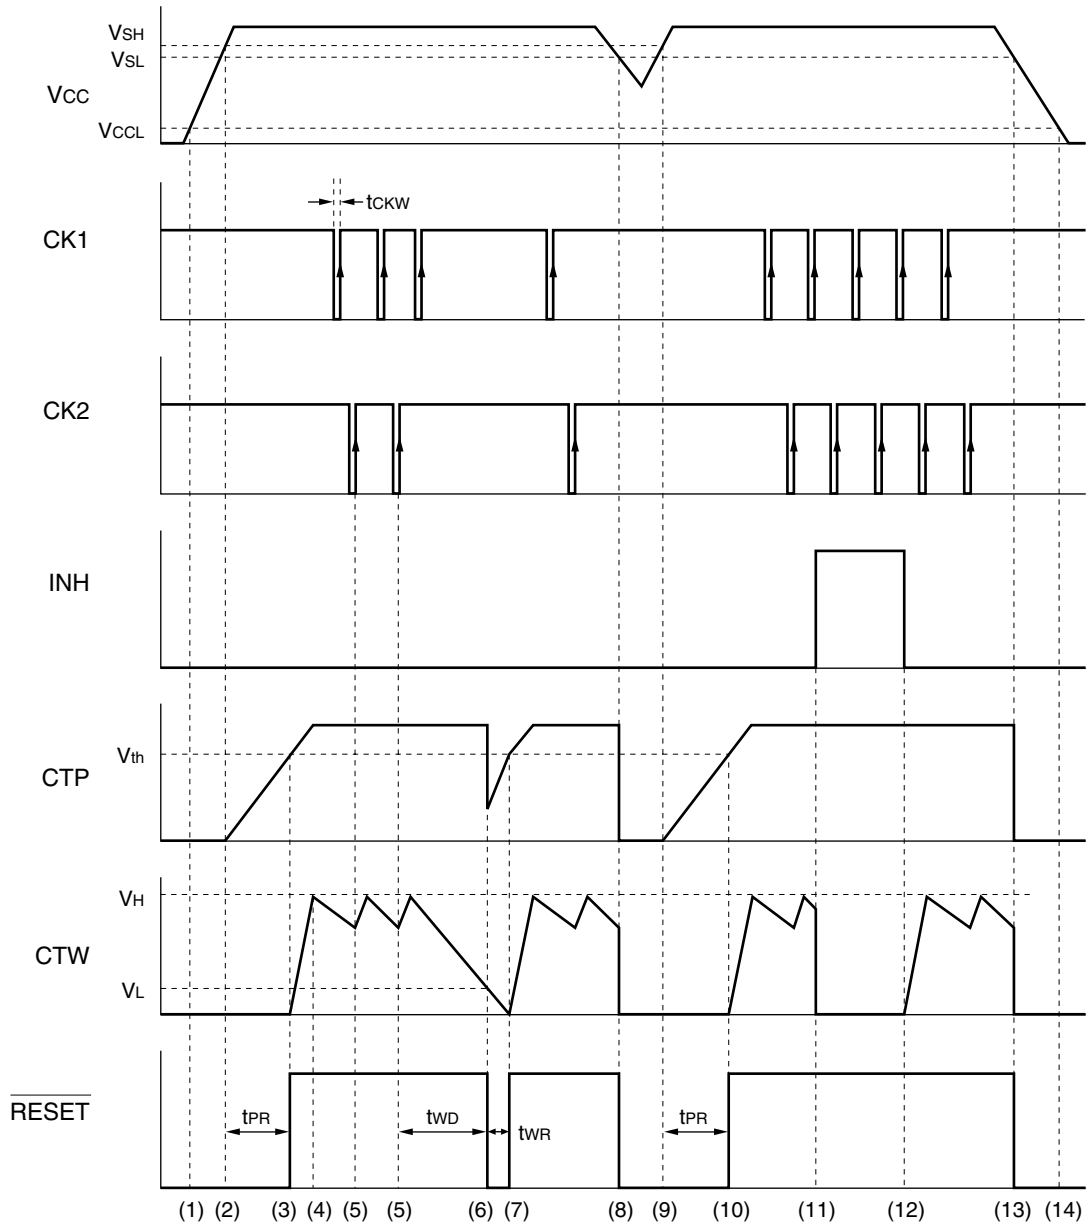 VSH
VSL
VCC
VCCL
tCKW
CK1
CK2
INH
Vth
CTP
VH
CTW
VL
RESET
tPR
tWD
tWR
tPR
(1) (2) (3) (4) (5) (5) (6) (7) (8) (9) (10) (11) (12) (13) (14)